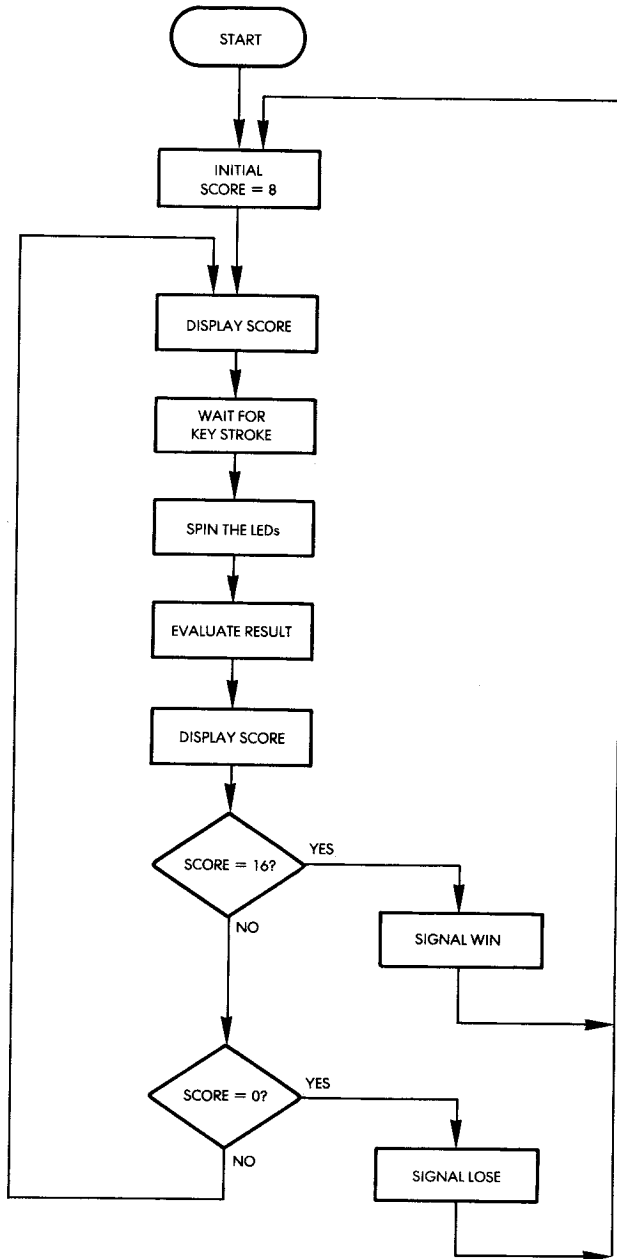 START
INITIAL
SCORE = 8
DISPLAY SCORE
WAIT FOR
KEY STROKE
SPIN THE LEDs
EVALUATE RESULT
DISPLAY SCORE
SCORE = 16?
YES
NO
SIGNAL WIN
SCORE = 0?
YES
NO
SIGNAL LOSE